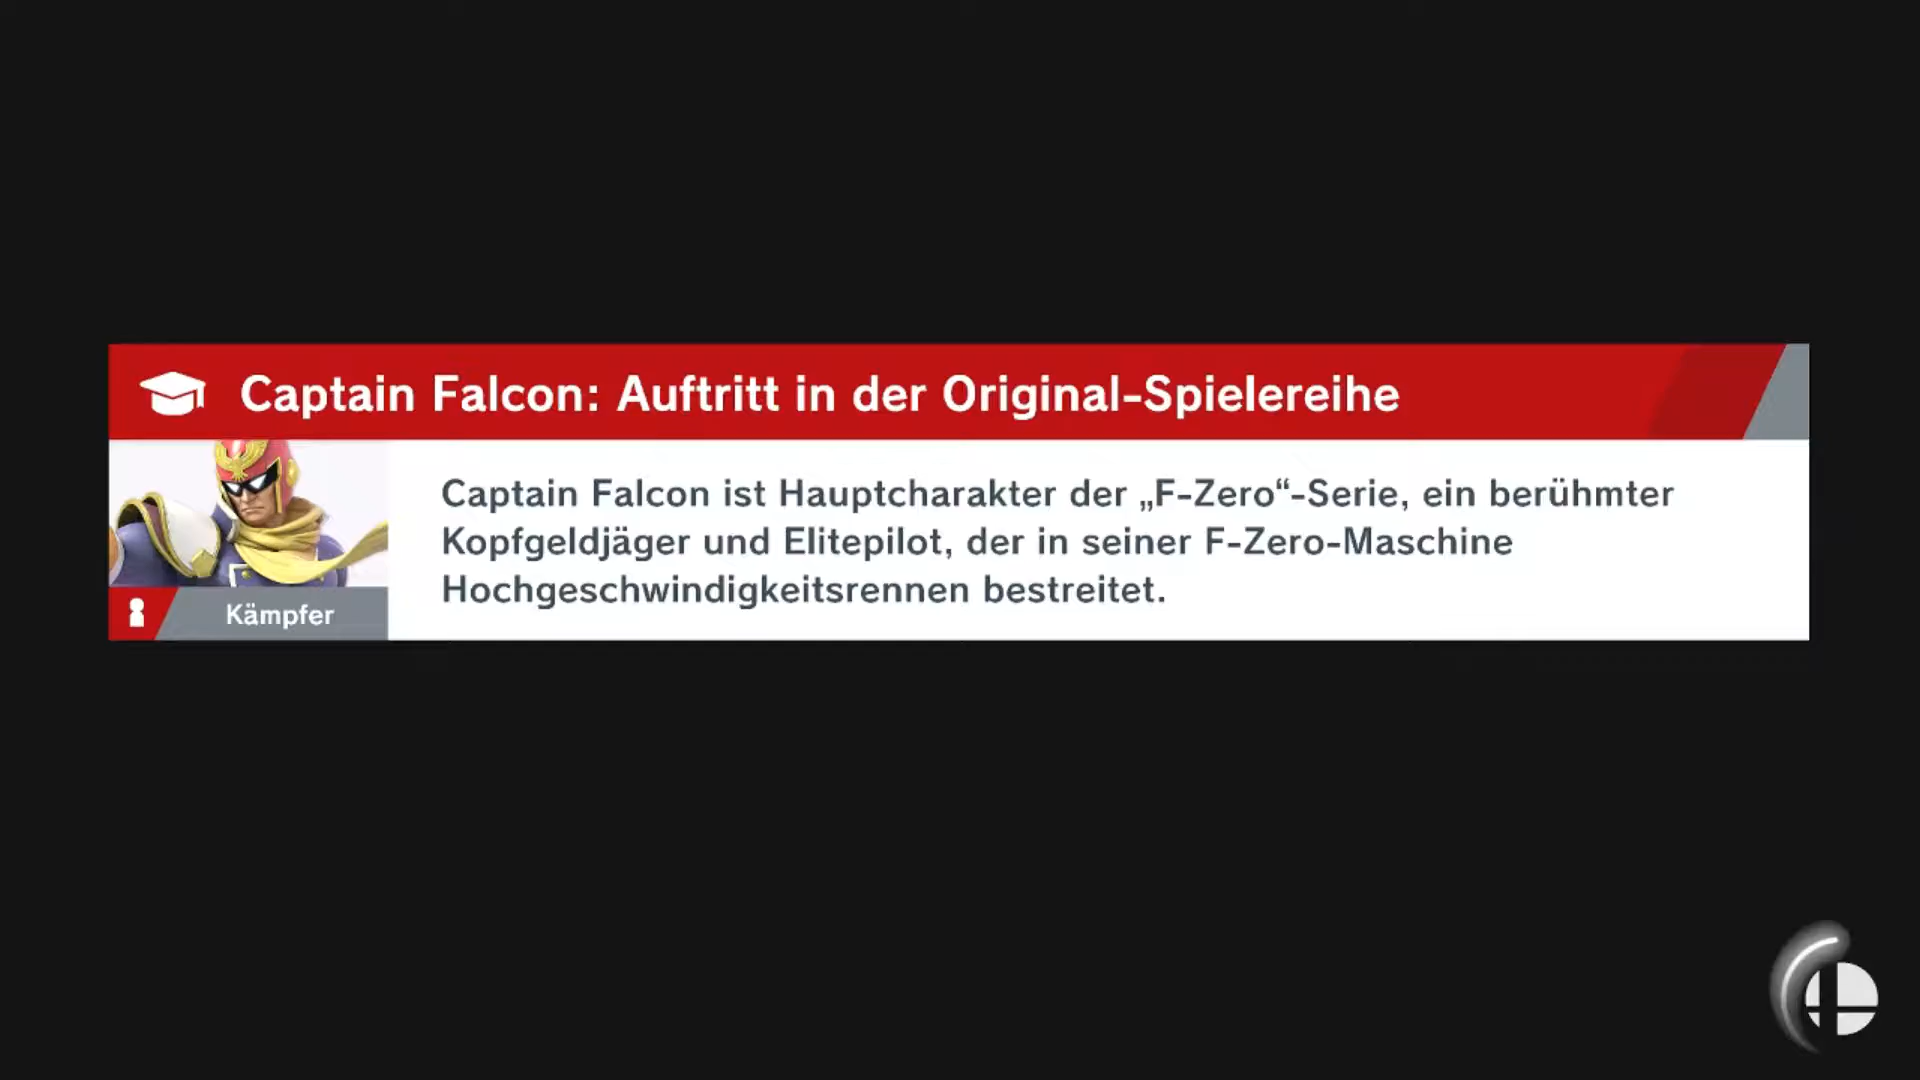 Captain Falcon: Auftritt in der Original-Spielereihe
Captain Falcon ist Hauptcharakter der „F-Zero“-Serie, ein berühmter
Kopfgeldjäger und Elitepilot, der in seiner F-Zero-Maschine
Hochgeschwindigkeitsrennen bestreitet.
Kämpfer